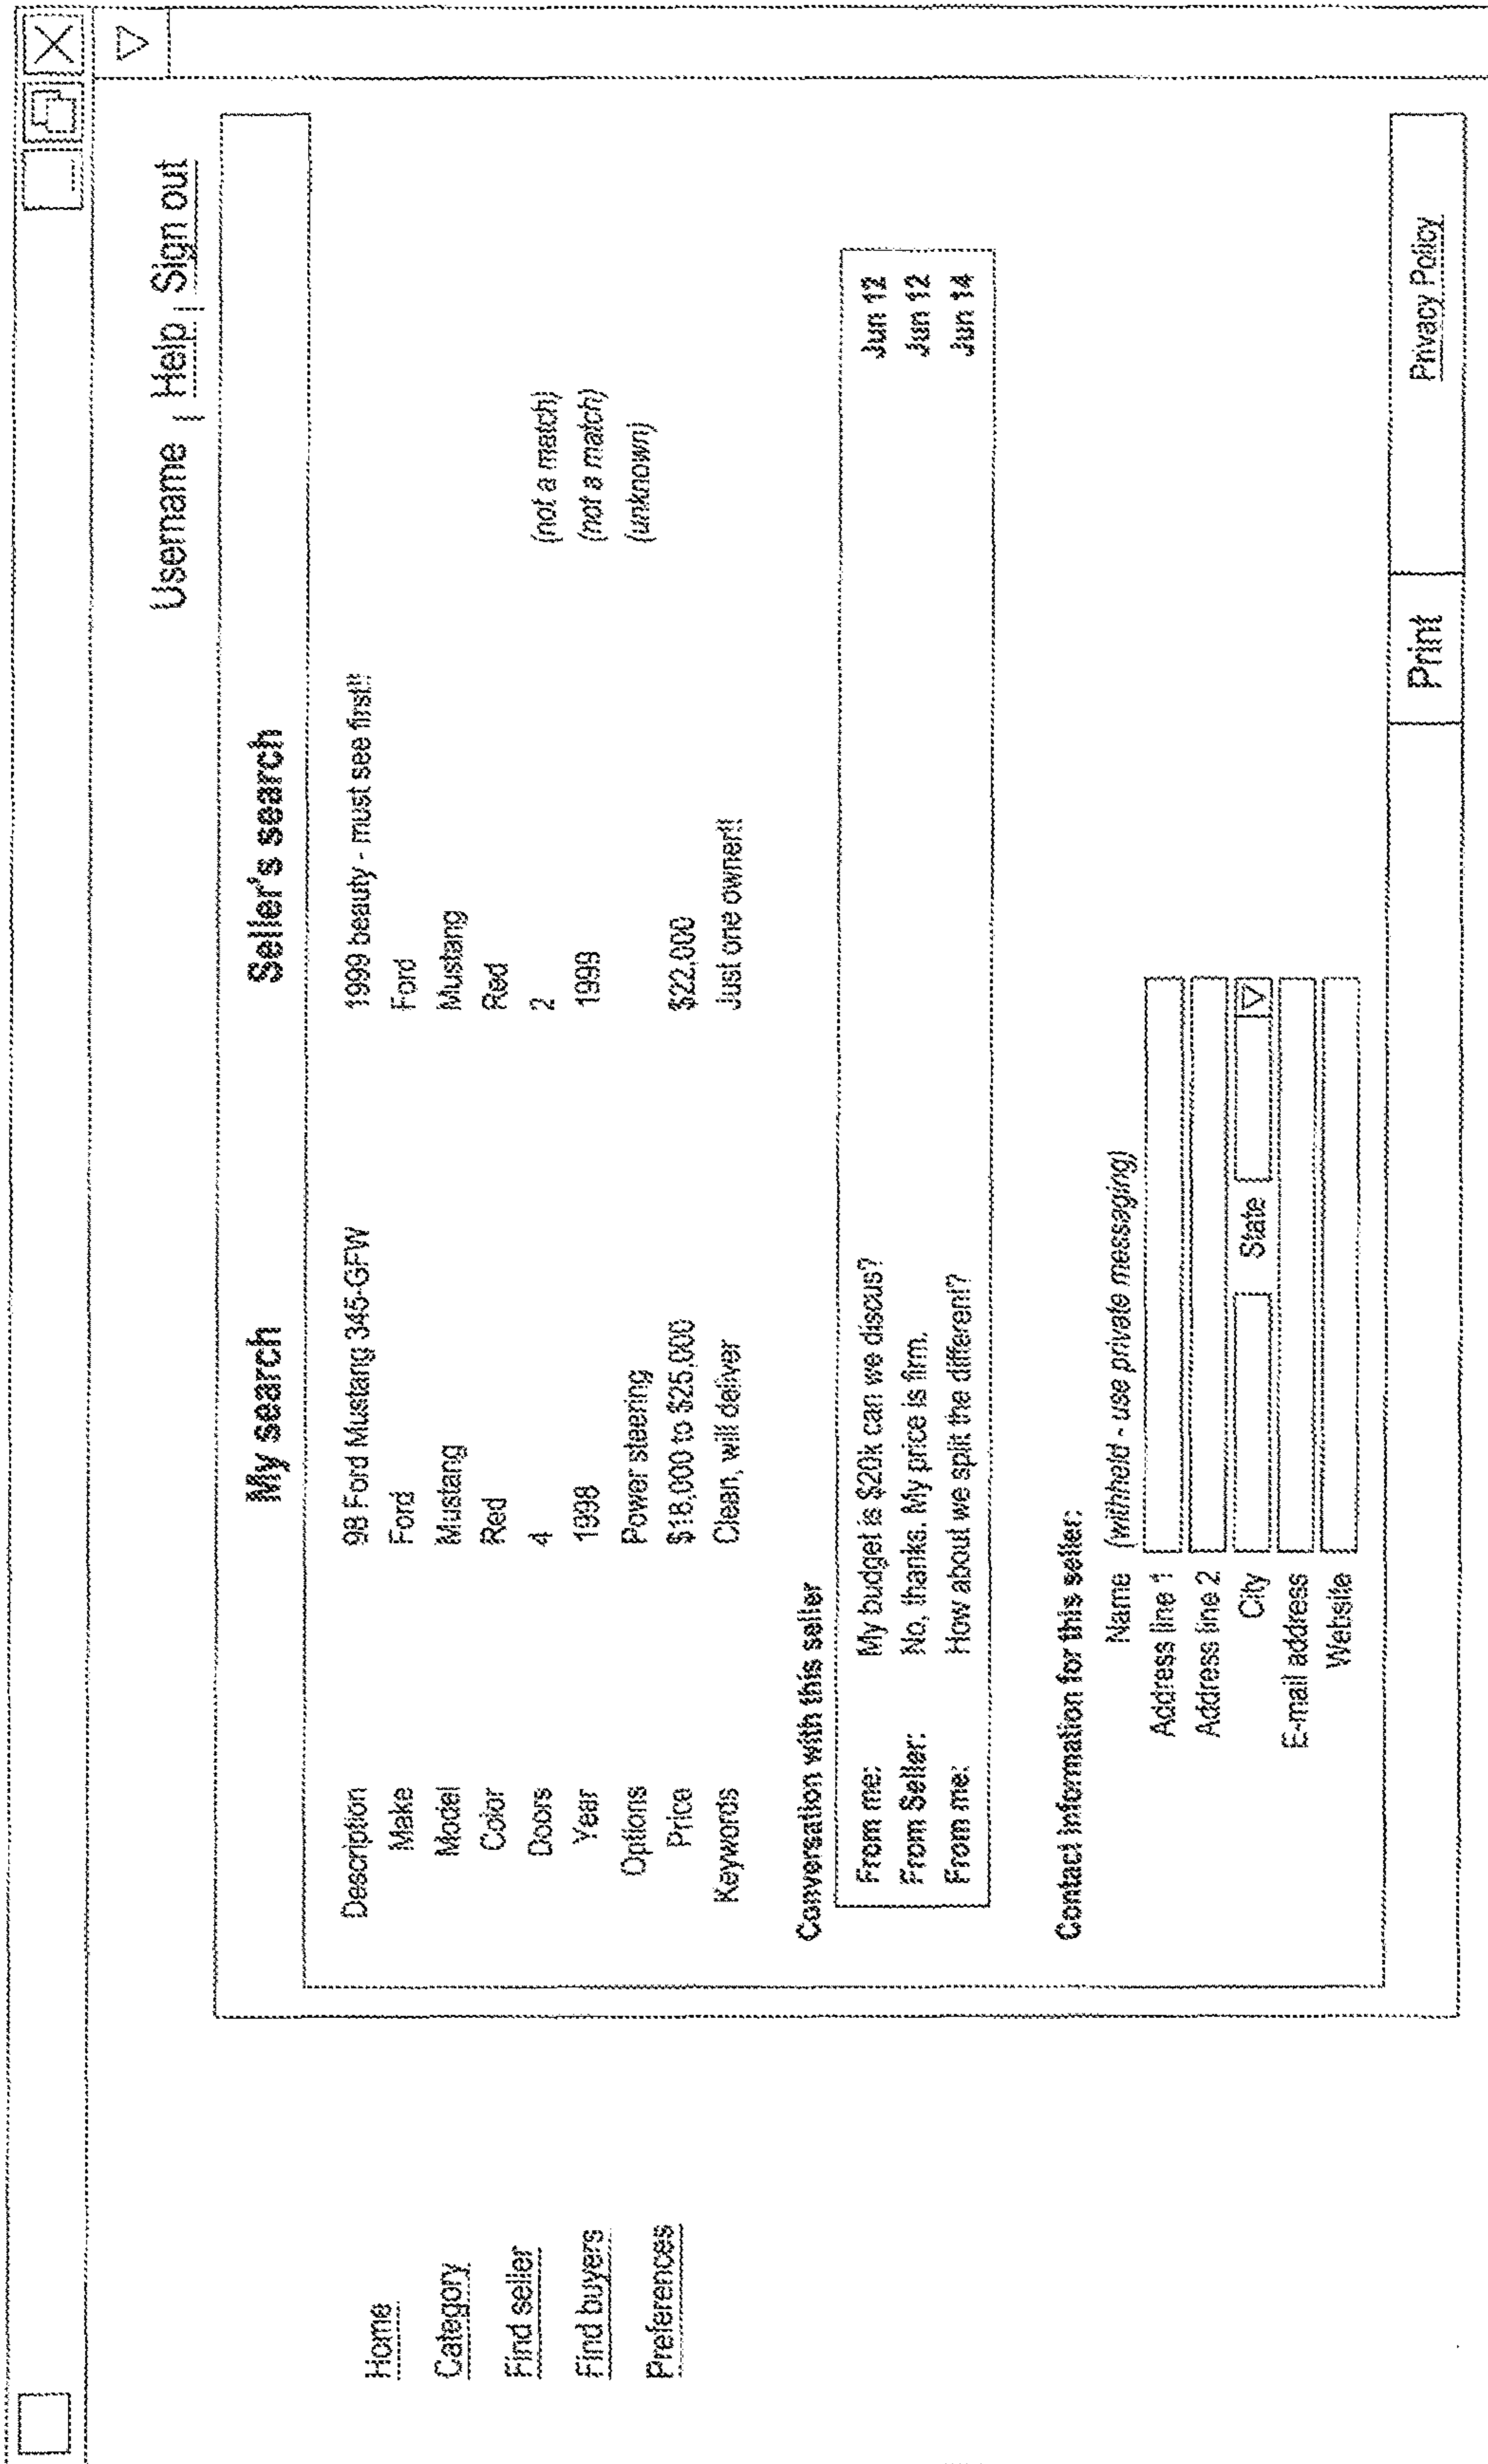 Username | Help | Sign out
Home
Category
Find seller
Find buyers
Preferences
My search Seller's search
Description 98 Ford Mustang 345-GFW 1999 beauty - must see first!!
Make Ford Ford
Model Mustang Mustang
Color Red Red
Doors 4 2 (not a match)
Year 1998 1999 (not a match)
Options Power steering (unknown)
Price $18,000 to $25,000 $22,000
Keywords Clean, will deliver Just one owner!!
Conversation with this seller
From me: My budget is $20k can we discus? Jun 12
From Seller: No, thanks. My price is firm. Jun 12
From me: How about we split the different? Jun 14
Contact information for this seller:
Name (withheld - use private messaging)
Address line 1
Address line 2
City State
E-mail address
Website
Print Privacy Policy